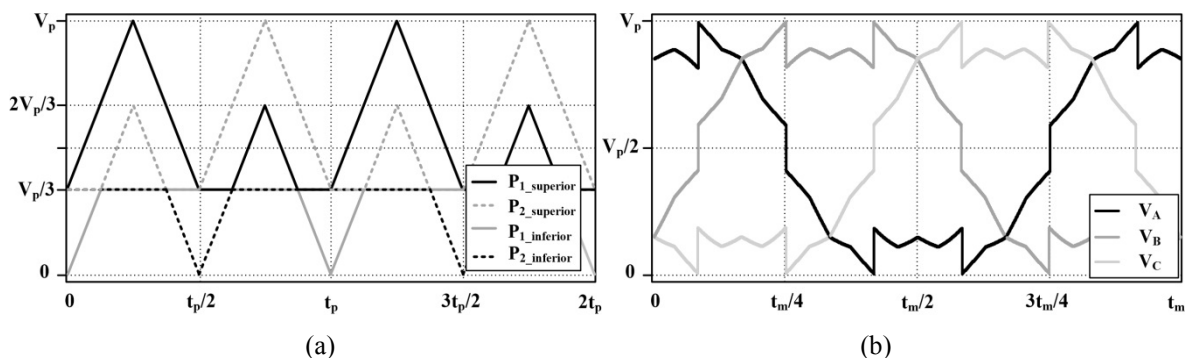 Vp
2Vp/3
Vp/3
0
P1_superior
P2_superior
P1_inferior
P2_inferior
0
tp/2
tp
3tp/2
2tp
(a)
Vp
Vp/2
0
VA
VB
VC
0
tm/4
tm/2
3tm/4
tm
(b)